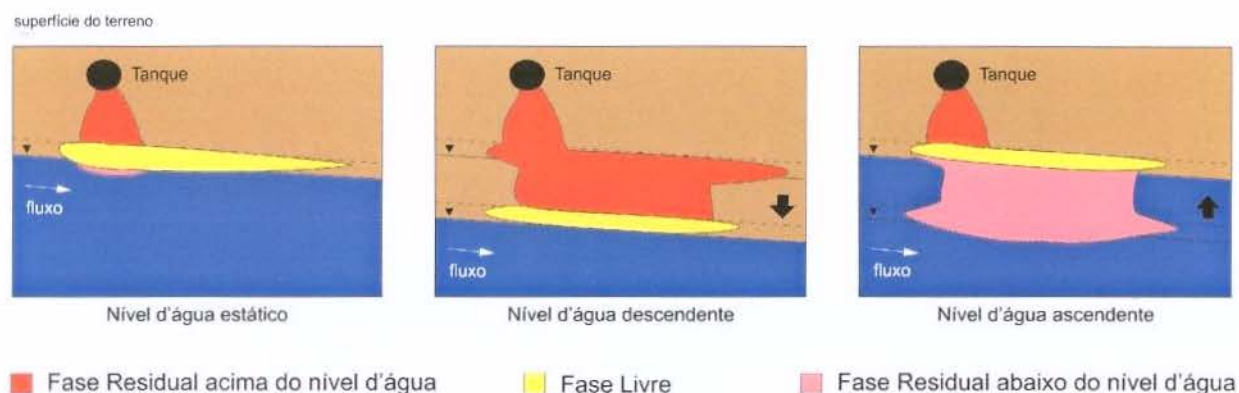 superfície do terreno
Tanque
fluxo
Nível d'água estático
Tanque
fluxo
Nível d'água descendente
Tanque
fluxo
Nível d'água ascendente
Fase Residual acima do nível d'água
Fase Livre
Fase Residual abaixo do nível d'água